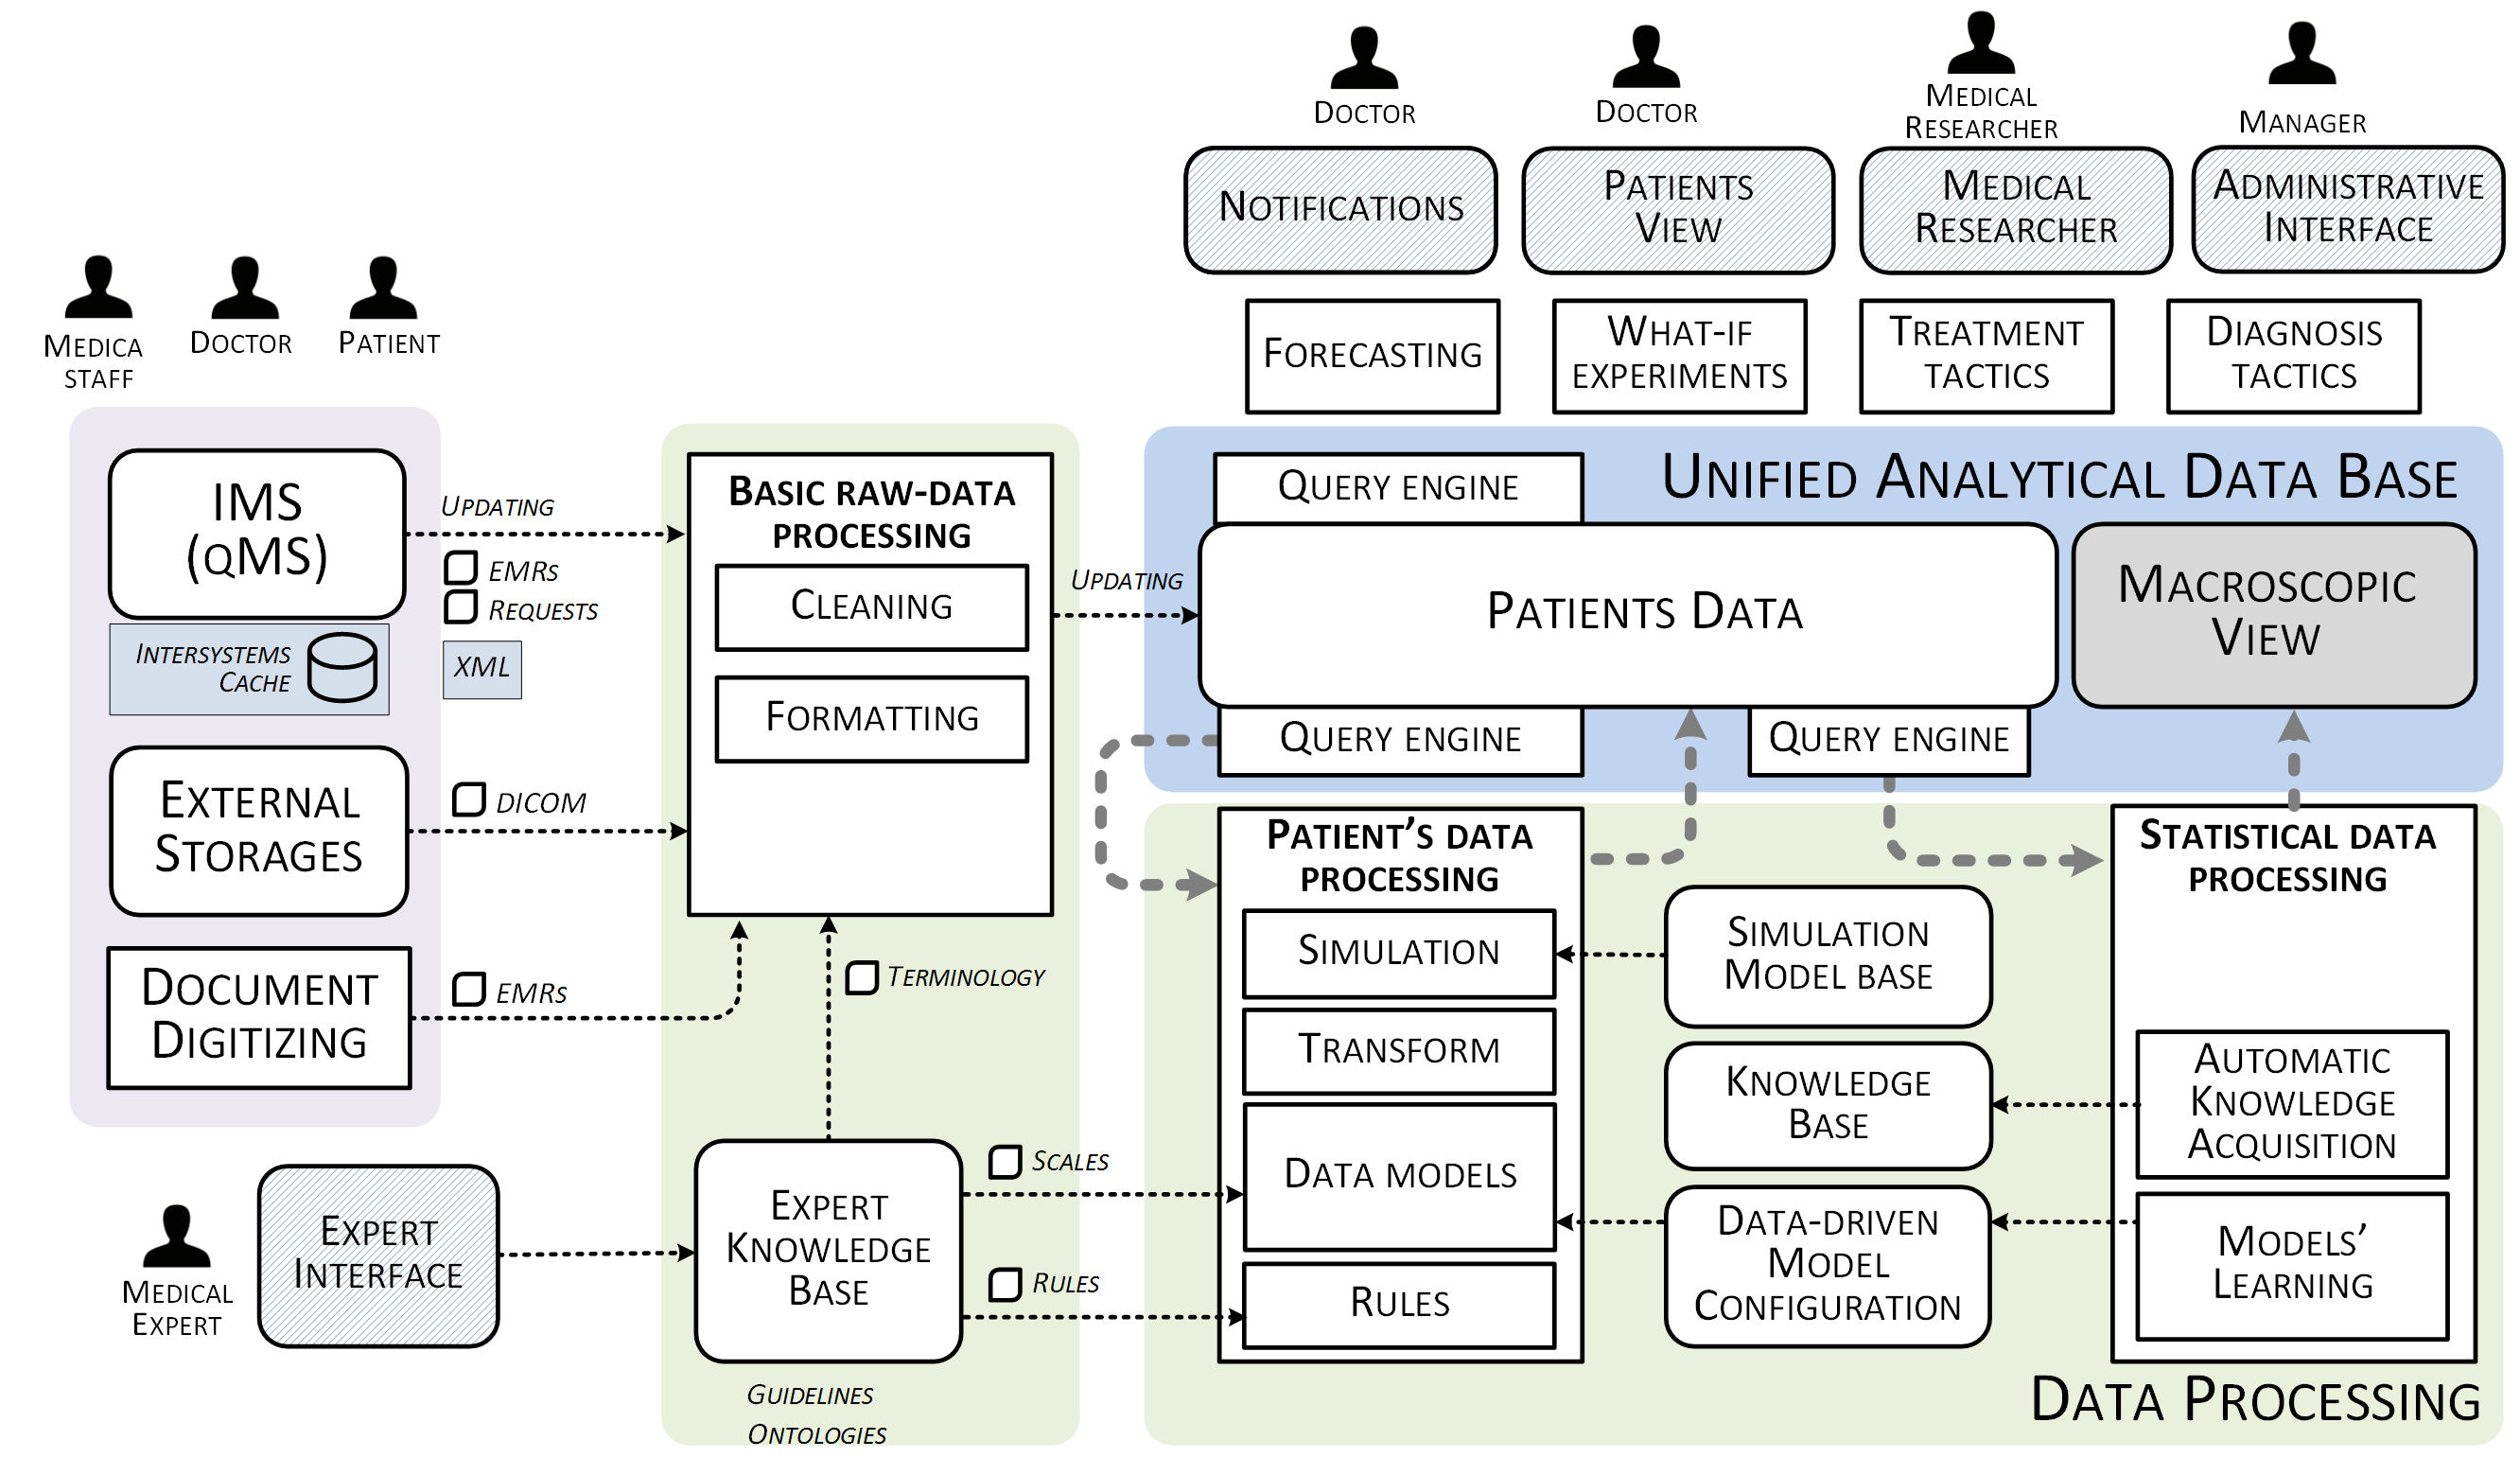 Doctor
Doctor
Medical
Researcher
Manager
Notifications
Patients
View
Medical
Researcher
Administrative
Interface
Forecasting
What-if
experiments
Treatment
tactics
Diagnosis
tactics
Medica
staff
Doctor
Patient
IMS
(qMS)
Intersystems
Cache
Updating
EMRs
Requests
XML
External
Storages
DICOM
Document
Digitizing
EMRs
Medical
Expert
Expert
Interface
Basic raw-data
processing
Cleaning
Formatting
Terminology
Expert
Knowledge
Base
Guidelines
Ontologies
Scales
Rules
Updating
Unified Analytical Data Base
Query engine
Patients Data
Macroscopic
View
Query engine
Query engine
Patient's data
processing
Simulation
Transform
Data models
Rules
Simulation
Model base
Knowledge
Base
Data-driven
Model
Configuration
Statistical data
processing
Automatic
Knowledge
Acquisition
Models'
Learning
Data Processing